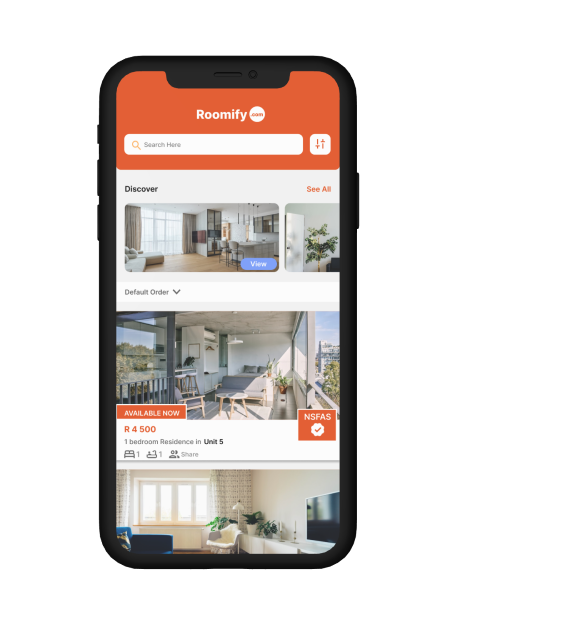 Roomify .com
Search Here
Discover See All
View
Default Order
AVAILABLE NOW
NSFAS
R 4 500
1 bedroom Residence in Unit 5
1 1 Share